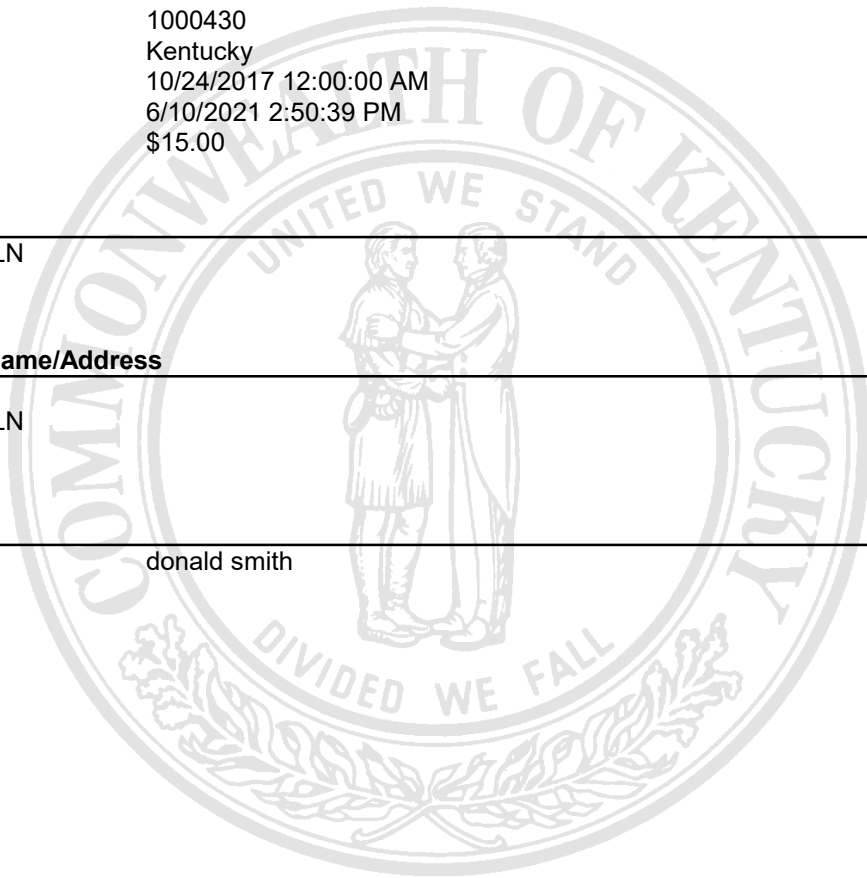 1000430
Kentucky
10/24/2017 12:00:00 AM
6/10/2021 2:50:39 PM
$15.00
LN
ame/Address
LN
donald smith
COMMONWEALTH OF KENTUCKY
UNITED WE STAND
DIVIDED WE FALL